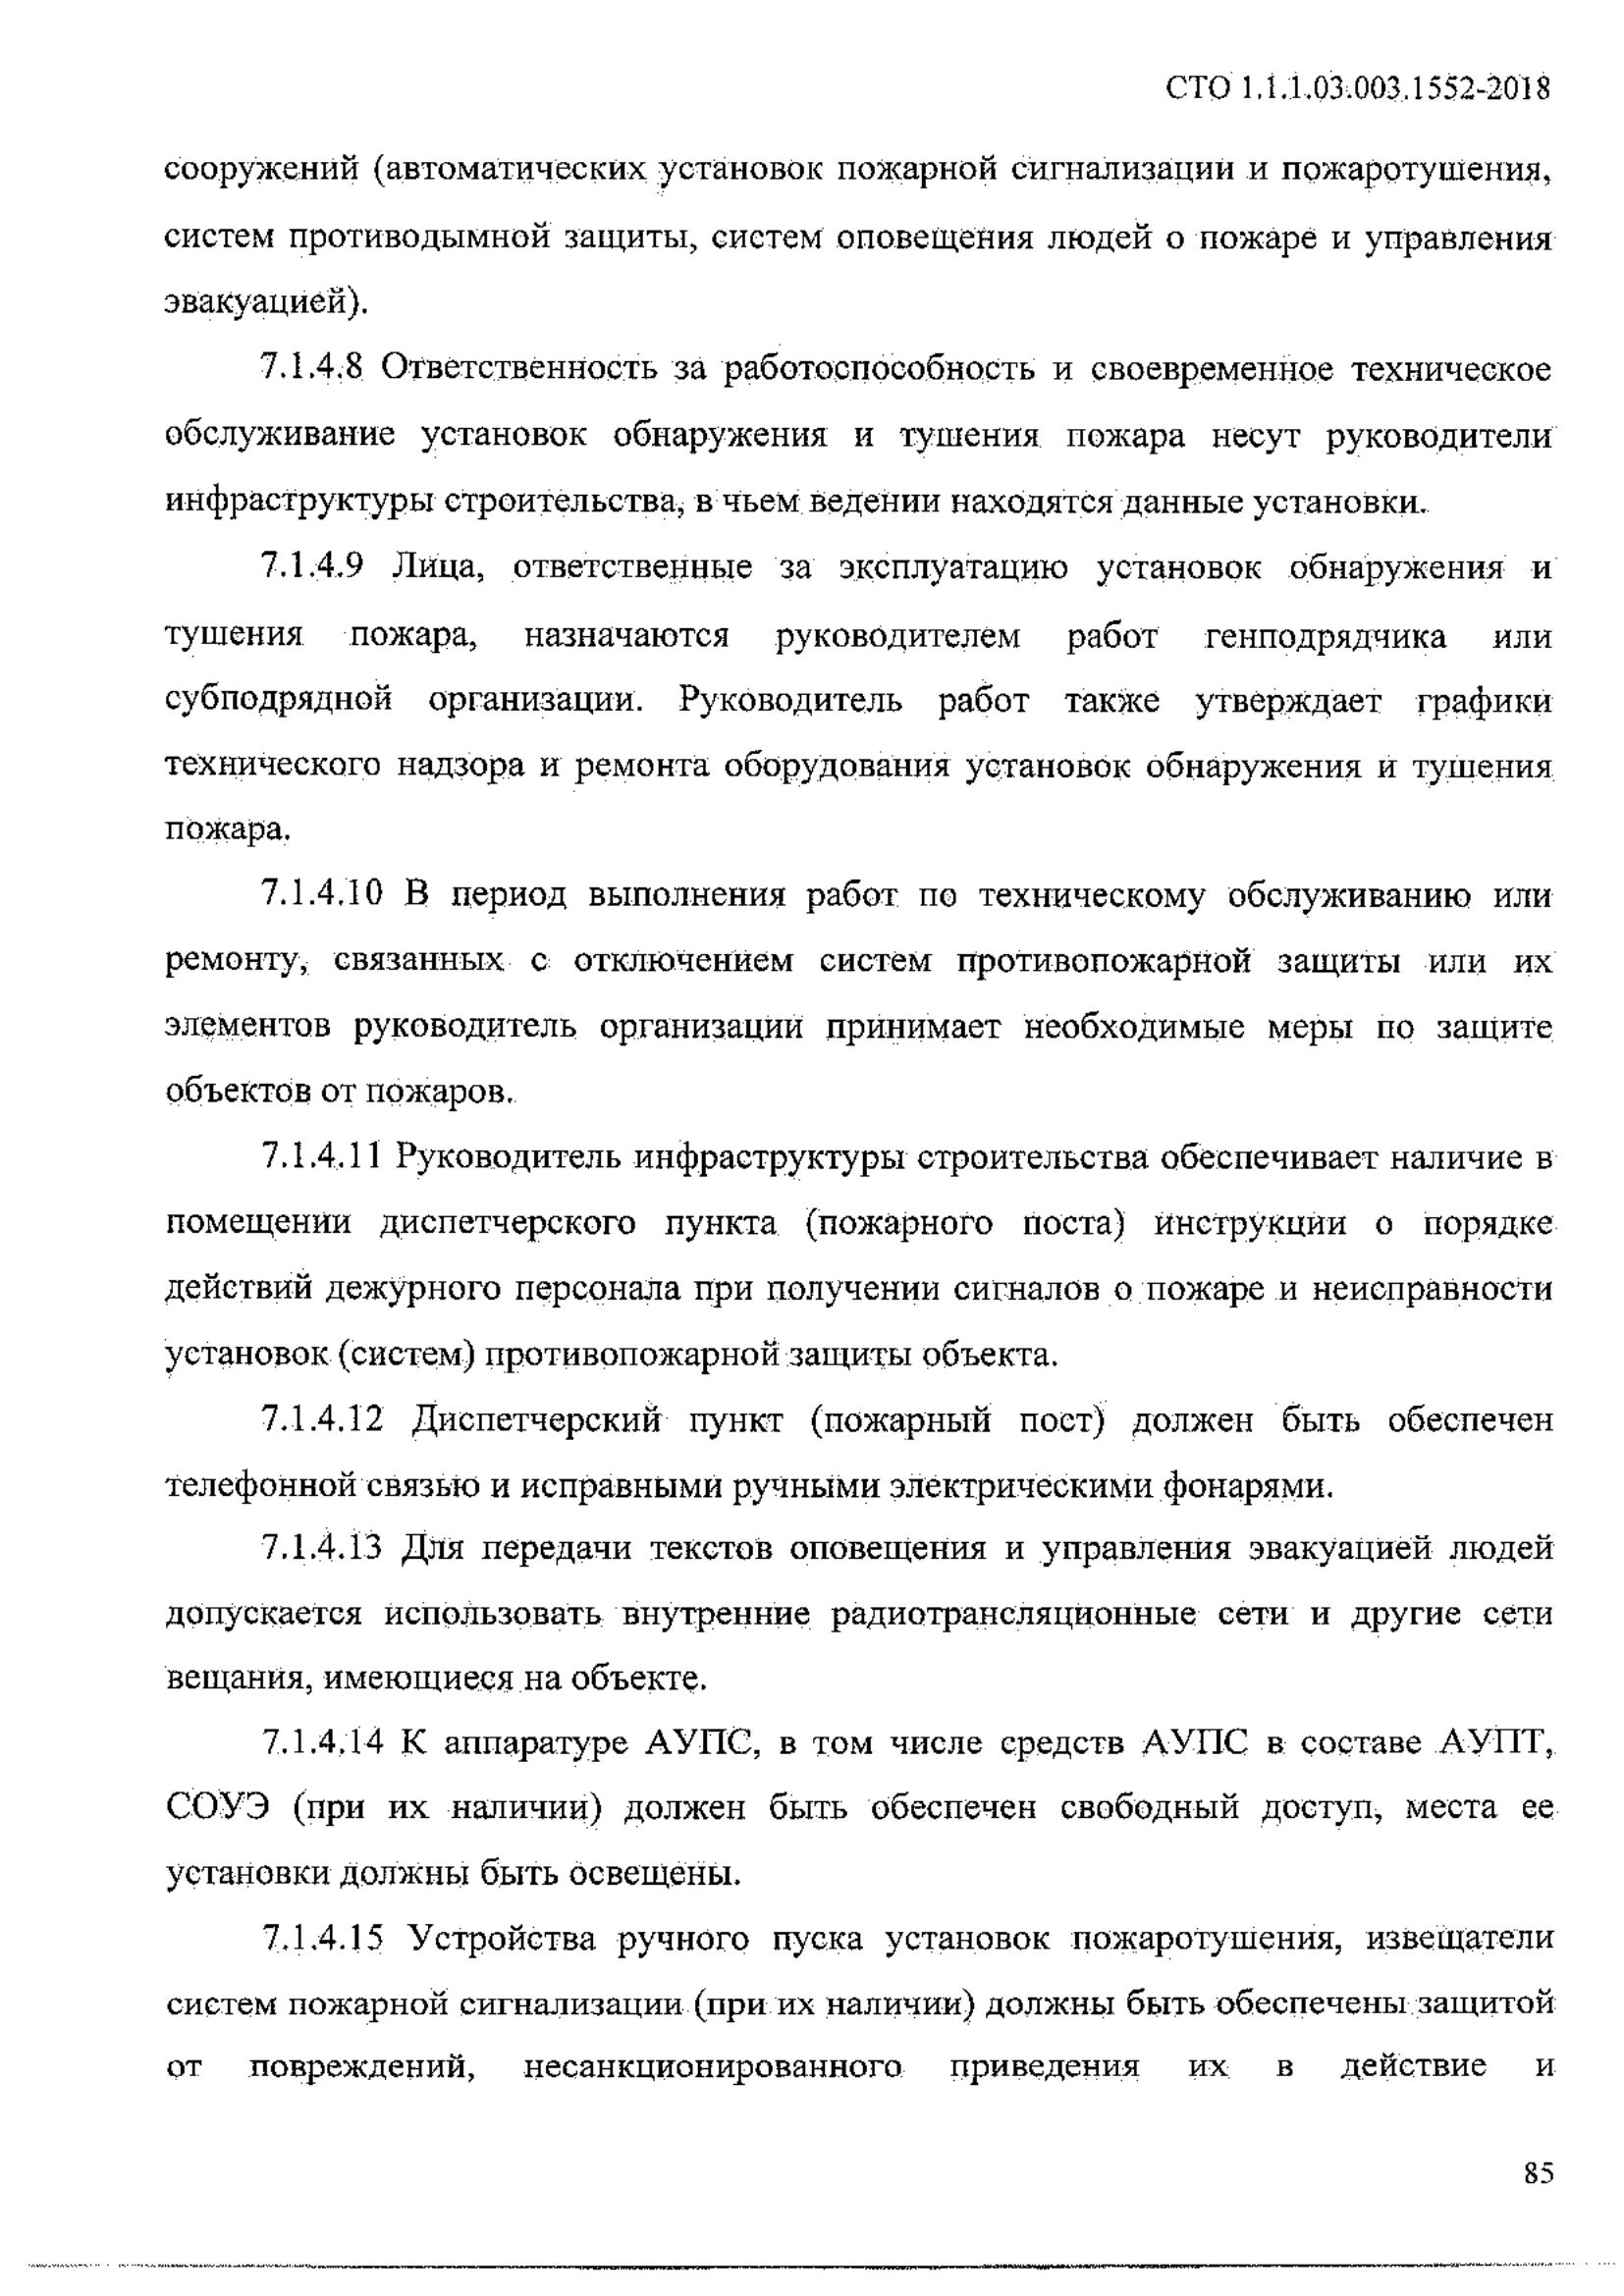 СТО 1.1.1.03.003.1552-2018
сооружений (автоматических установок пожарной сигнализации и пожаротушения,
систем противодымной защиты, систем оповещения людей о пожаре и управления
эвакуацией).
7.1.4.8 Ответственность за работоспособность и своевременное техническое
обслуживание установок обнаружения и тушения пожара несут руководители
инфраструктуры строительства, в чьем ведении находятся данные установки.
7.1.4.9 Лица, ответственные за эксплуатацию установок обнаружения и
тушения пожара, назначаются руководителем работ генподрядчика или
субподрядной организации. Руководитель работ также утверждает графики
технического надзора и ремонта оборудования установок обнаружения и тушения
пожара.
7.1.4.10 В период выполнения работ по техническому обслуживанию или
ремонту, связанных с отключением систем противопожарной защиты или их
элементов руководитель организации принимает необходимые меры по защите
объектов от пожаров.
7.1.4.11 Руководитель инфраструктуры строительства обеспечивает наличие в
помещении диспетчерского пункта (пожарного поста) инструкции о порядке
действий дежурного персонала при получении сигналов о пожаре и неисправности
установок (систем) противопожарной защиты объекта.
7.1.4.12 Диспетчерский пункт (пожарный пост) должен быть обеспечен
телефонной связью и исправными ручными электрическими фонарями.
7.1.4.13 Для передачи текстов оповещения и управления эвакуацией людей
допускается использовать внутренние радиотрансляционные сети и другие сети
вещания, имеющиеся на объекте.
7.1.4.14 К аппаратуре АУПС, в том числе средств АУПС в составе АУПТ,
СОУЭ (при их наличии) должен быть обеспечен свободный доступ, места ее
установки должны быть освещены.
7.1.4.15 Устройства ручного пуска установок пожаротушения, извещатели
систем пожарной сигнализации (при их наличии) должны быть обеспечены защитой
от повреждений, несанкционированного приведения их в действие и
85